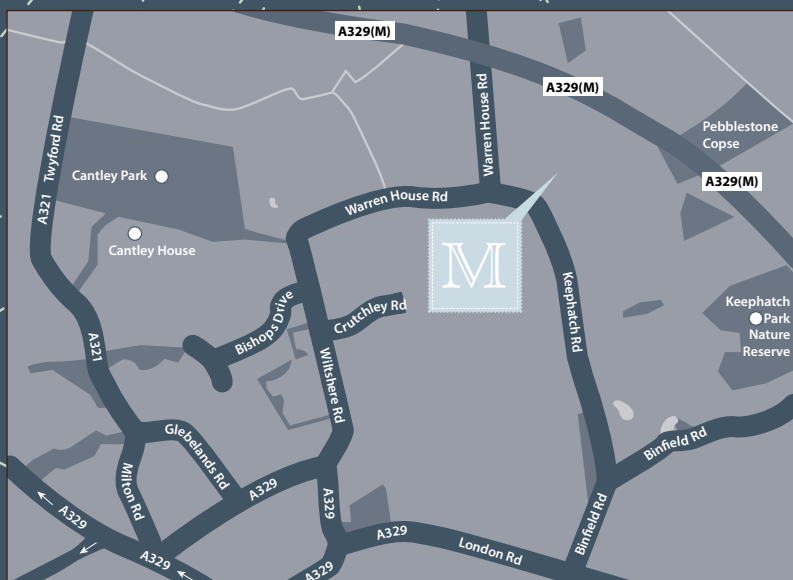 A329(M)
A329(M)
Warren House Rd
Pebblestone
Copse
A321 Twyford Rd
Cantley Park
A329(M)
Warren House Rd
Cantley House
M
Keephatch
Park
Nature
Reserve
Keephatch Rd
Bishops Drive
Crutchley Rd
A321
Wiltshere Rd
Glebelands Rd
Binfield Rd
Milton Rd
A329
A329
A329
Binfield Rd
A329
London Rd
A329
A329